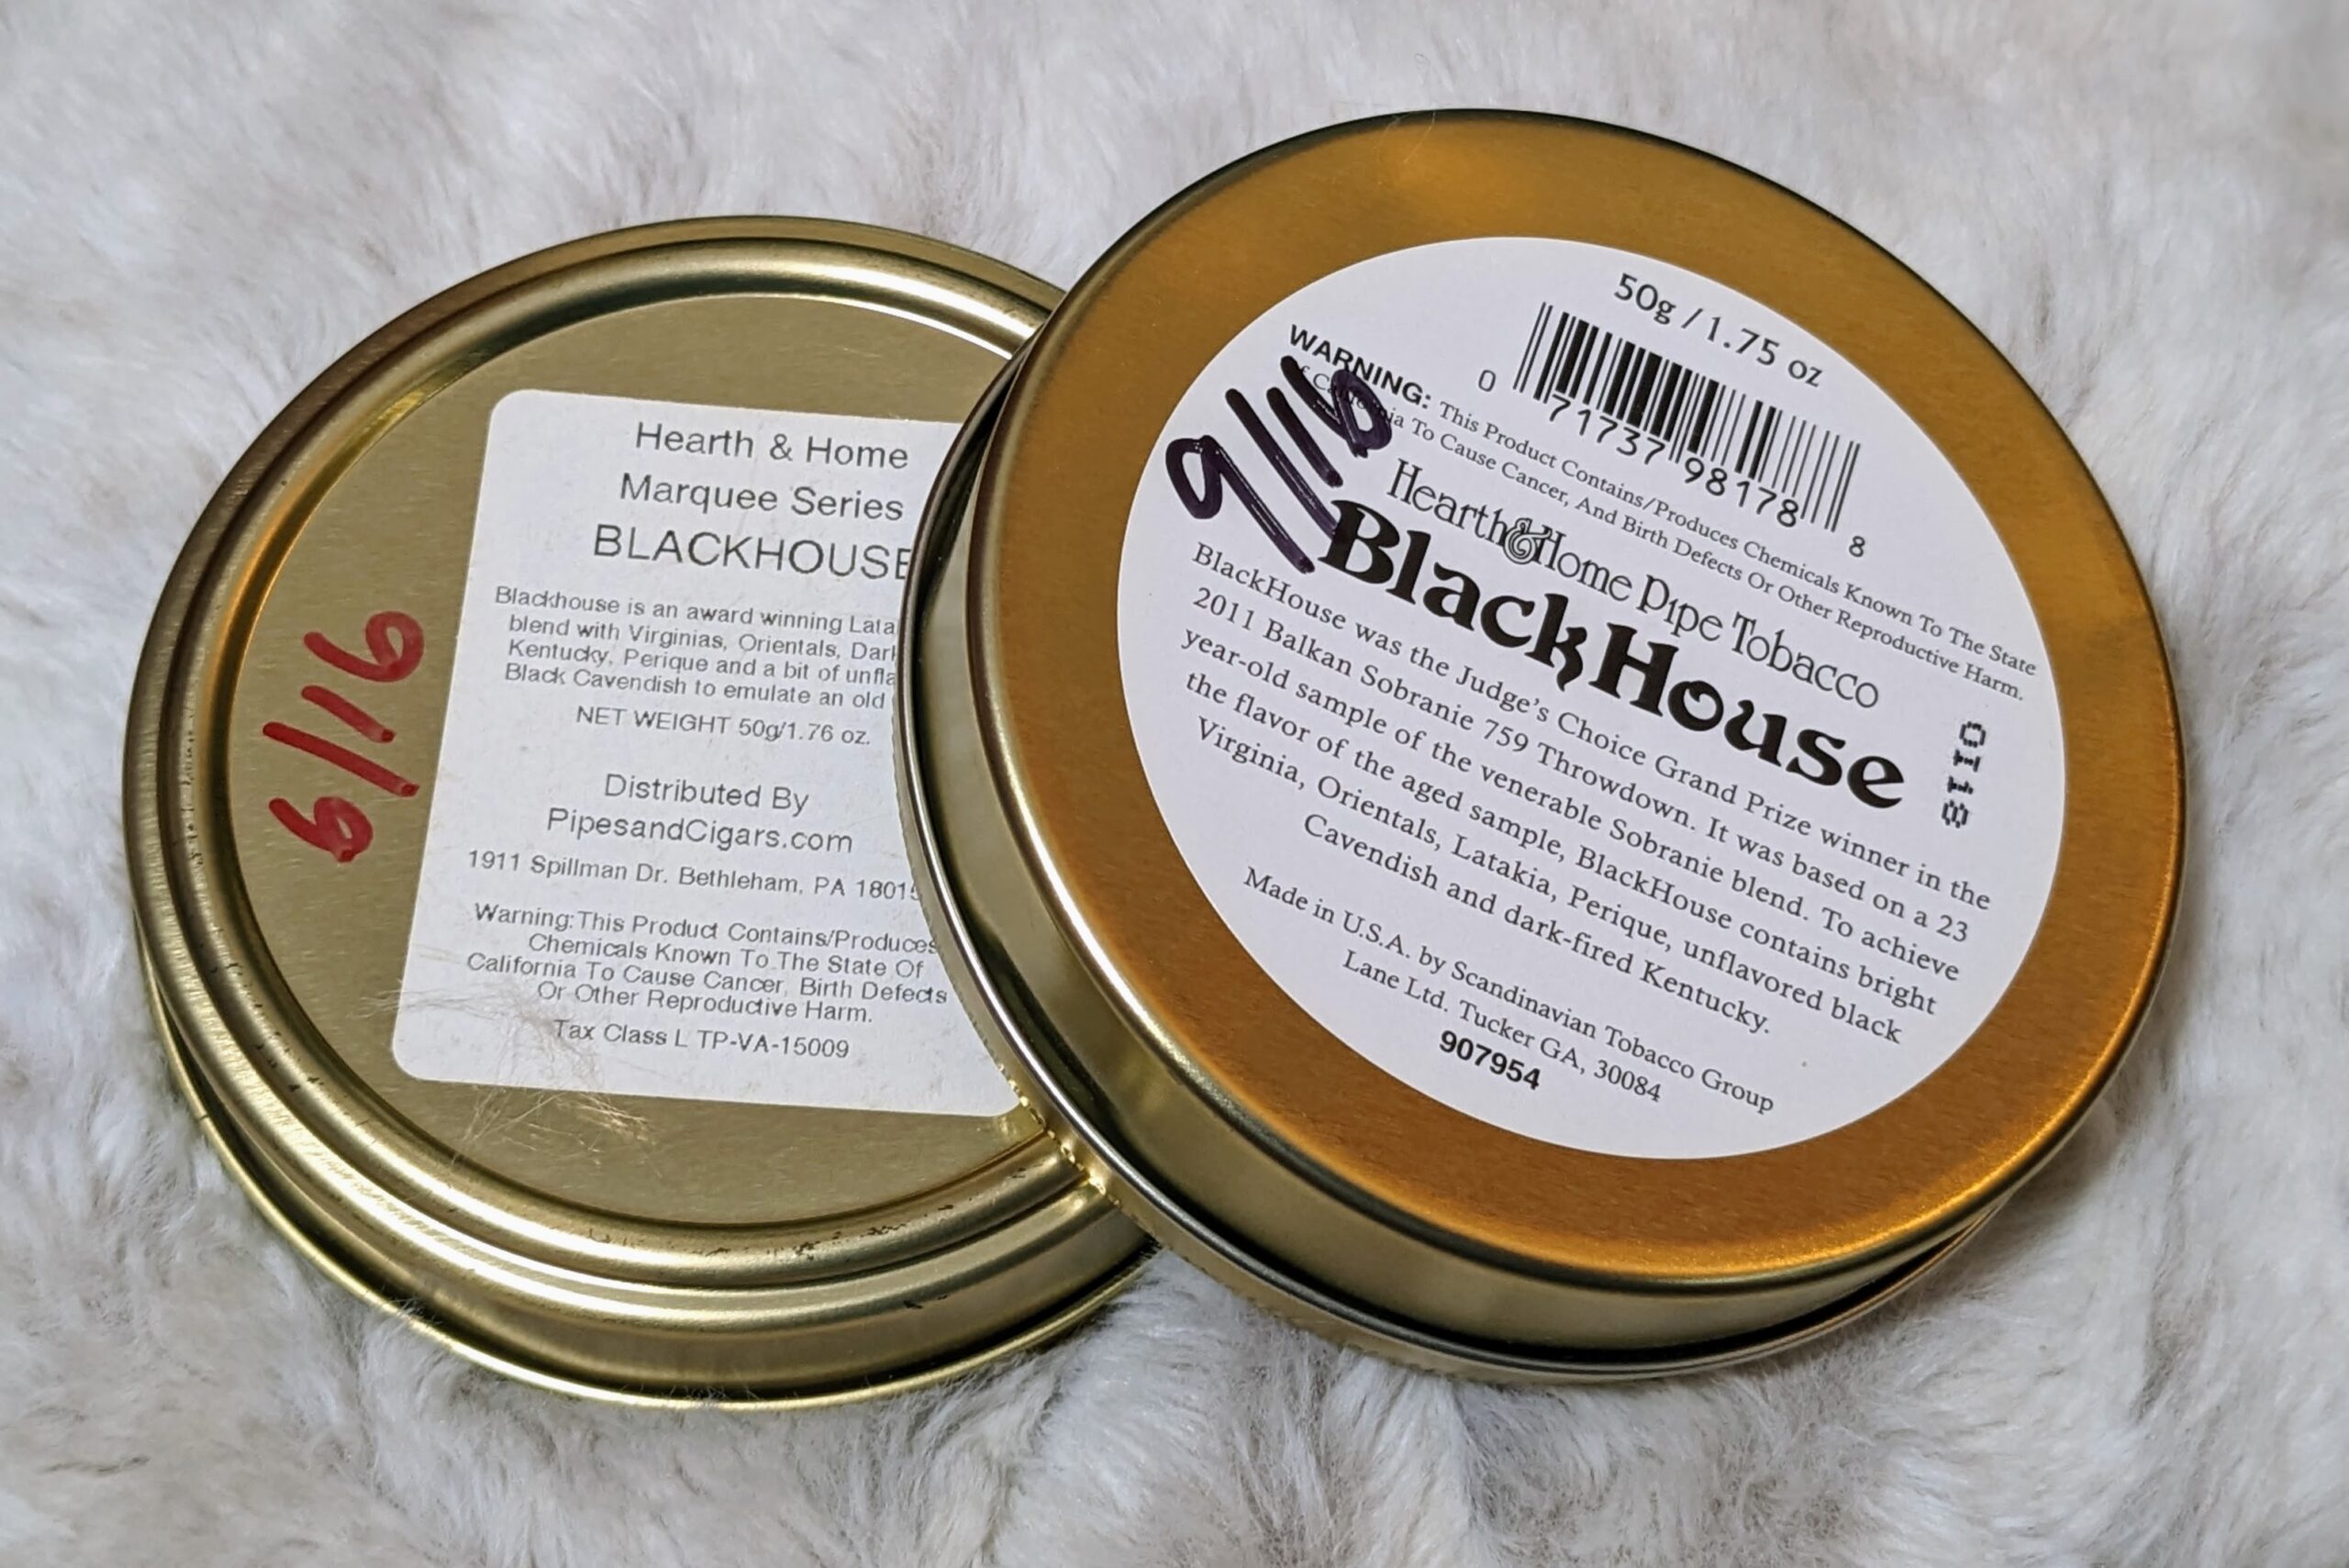 Hearth & Home
Marquee Series
BLACKHOUSE
Blackhouse is an award winning
blend with Virginias, Orientals, Dark
Kentucky, Perique and a bit of
Black Cavendish to emulate an old
NET WEIGHT 50g/1.76 oz.
Distributed By
PipesandCigars.com
1911 Spillman Dr. Bethleham, PA 18015
Warning:This Product Contains/Produces
Chemicals Known To The State Of
California To Cause Cancer, Birth Defects
Or Other Reproductive Harm.
Tax Class L TP-VA-15009
6/16
50g / 1.75 oz
0 71737 98178 8
WARNING: This Product Contains/Produces Chemicals Known To The State
of California To Cause Cancer, And Birth Defects Or Other Reproductive Harm.
9/16
Hearth & Home Pipe Tobacco
BlackHouse
BlackHouse was the Judge's Choice Grand Prize winner in the
2011 Balkan Sobranie 759 Throwdown. It was based on a 23
year-old sample of the venerable Sobranie blend. To achieve
the flavor of the aged sample, BlackHouse contains bright
Virginia, Orientals, Latakia, Perique, unflavored black
Cavendish and dark-fired Kentucky.
Made in U.S.A. by Scandinavian Tobacco Group
Lane Ltd. Tucker GA, 30084
907954